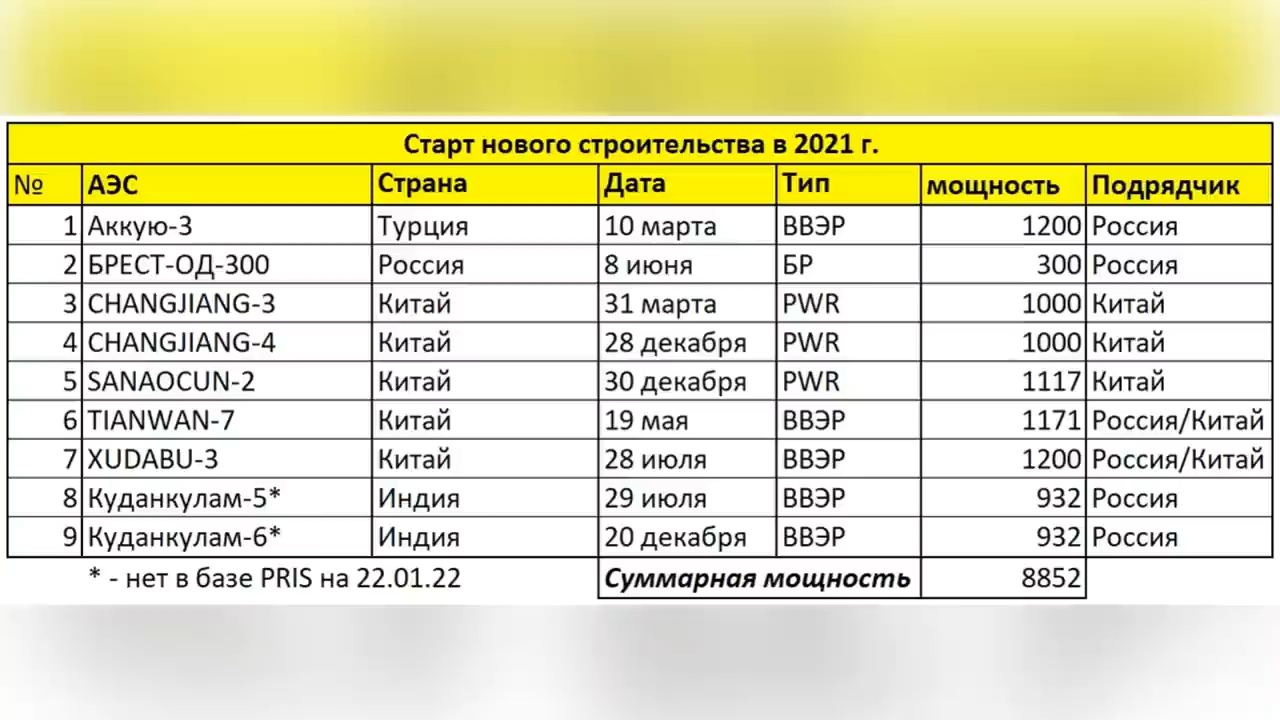 Старт нового строительства в 2021 г.
№ АЭС Страна Дата Тип мощность Подрядчик
1 Аккую-3 Турция 10 марта ВВЭР 1200 Россия
2 БРЕСТ-ОД-300 Россия 8 июня БР 300 Россия
3 CHANGJIANG-3 Китай 31 марта PWR 1000 Китай
4 CHANGJIANG-4 Китай 28 декабря PWR 1000 Китай
5 SANAOCUN-2 Китай 30 декабря PWR 1117 Китай
6 TIANWAN-7 Китай 19 мая ВВЭР 1171 Россия/Китай
7 XUDABU-3 Китай 28 июля ВВЭР 1200 Россия/Китай
8 Куданкулам-5* Индия 29 июля ВВЭР 932 Россия
9 Куданкулам-6* Индия 20 декабря ВВЭР 932 Россия
* - нет в базе PRIS на 22.01.22 Суммарная мощность 8852